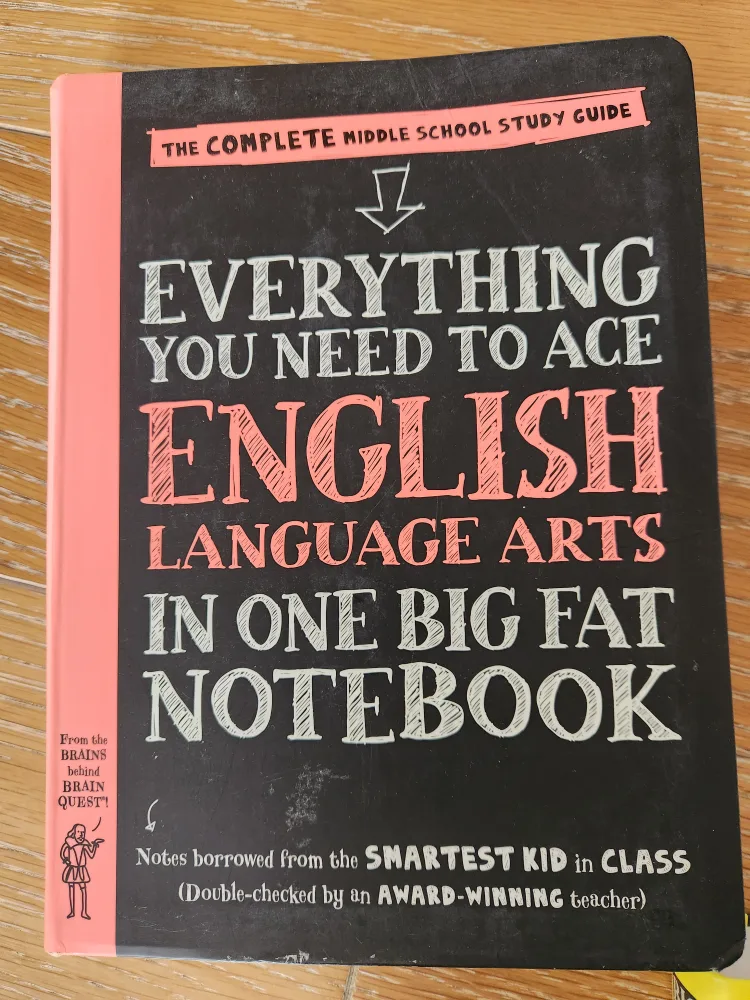 THE COMPLETE MIDDLE SCHOOL STUDY GUIDE
EVERYTHING
YOU NEED TO ACE
ENGLISH
LANGUAGE ARTS
IN ONE BIG FAT
NOTEBOOK
From the
BRAINS
behind
BRAIN
QUEST®!
Notes borrowed from the SMARTEST KID in CLASS
(Double-checked by an AWARD-WINNING teacher)